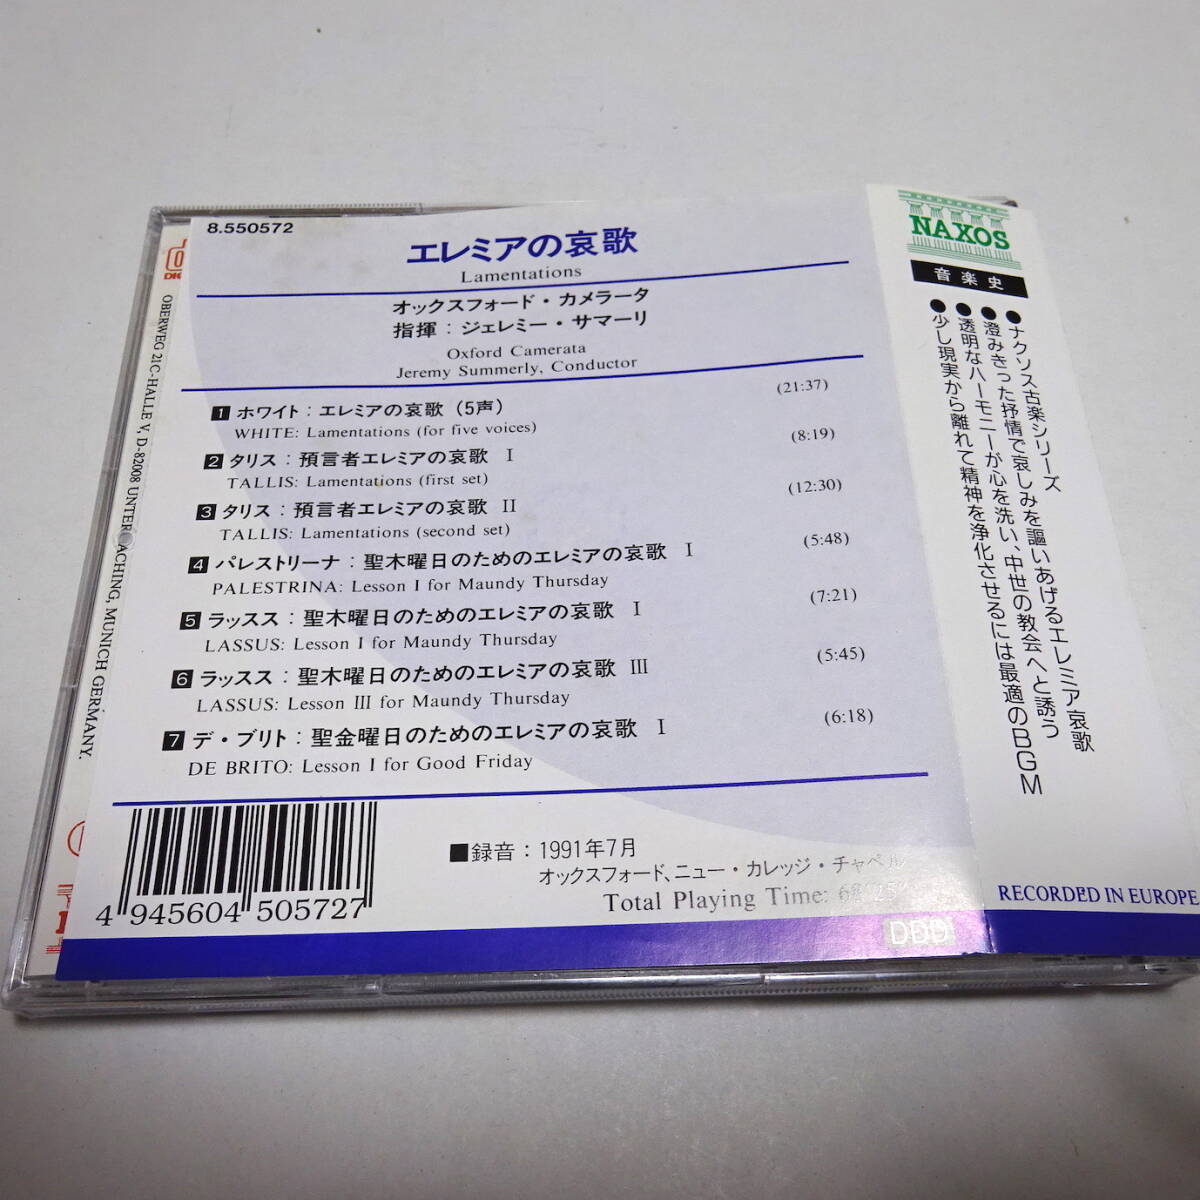 8.550572
エレミアの哀歌
Lamentations
オックスフォード・カメラータ
指揮：ジェレミー・サマーリ
Oxford Camerata
Jeremy Summerly, Conductor
1 ホワイト：エレミアの哀歌（5声） (21:37)
WHITE: Lamentations (for five voices)
2 タリス：預言者エレミアの哀歌 I (8:19)
TALLIS: Lamentations (first set)
3 タリス：預言者エレミアの哀歌 II (12:30)
TALLIS: Lamentations (second set)
4 パレストリーナ：聖木曜日のためのエレミアの哀歌 I (5:48)
PALESTRINA: Lesson I for Maundy Thursday
5 ラッスス：聖木曜日のためのエレミアの哀歌 I (7:21)
LASSUS: Lesson I for Maundy Thursday
6 ラッスス：聖木曜日のためのエレミアの哀歌 III (5:45)
LASSUS: Lesson III for Maundy Thursday
7 デ・ブリト：聖金曜日のためのエレミアの哀歌 I (6:18)
DE BRITO: Lesson I for Good Friday
4 945604 505727
■録音：1991年7月
オックスフォード、ニュー・カレッジ・チャペル
Total Playing Time:
DDD
NAXOS
音楽史
●ナクソス古楽シリーズ
●澄みきった抒情で哀しみを謳いあげるエレミア哀歌
●透明なハーモニーが心を洗い、中世の教会へと誘う
●少し現実から離れて精神を浄化させるには最適のBGM
RECORDED IN EUROPE
OBERWEG 21C-HALLE V, D-82008 UNTERHACHING, MUNICH GERMANY.